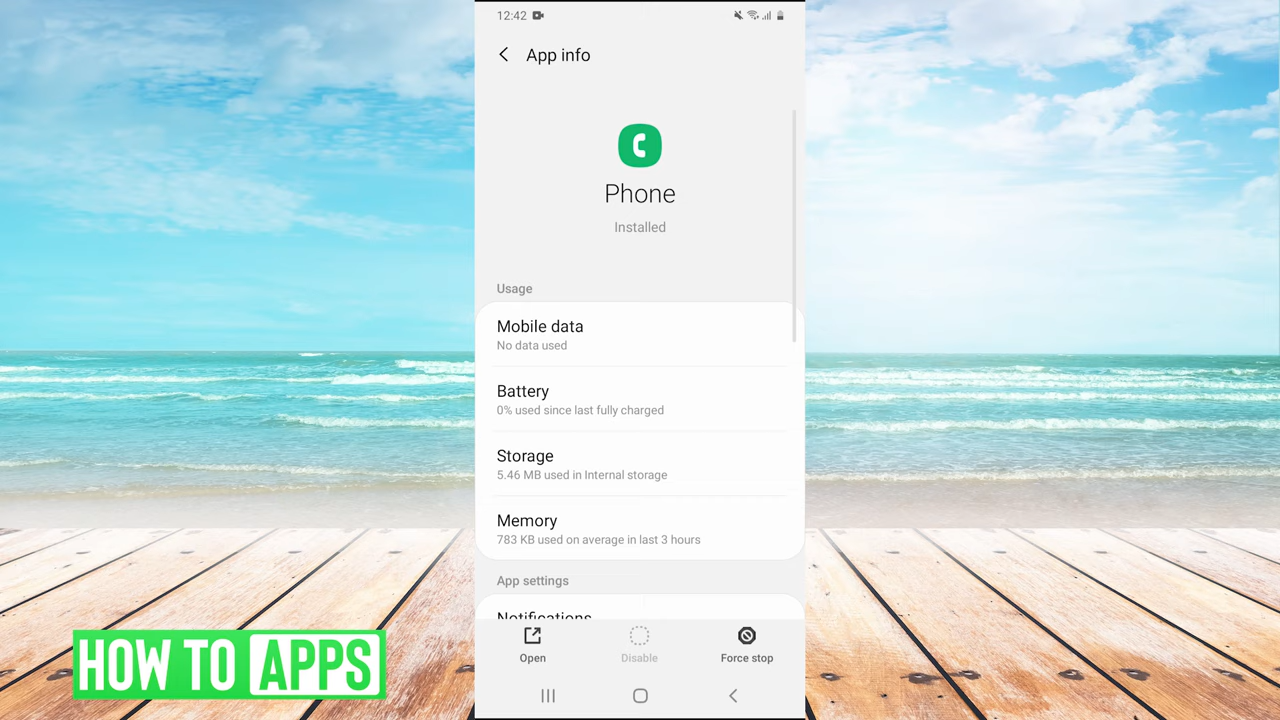 12:42
App info
Phone
Installed
Usage
Mobile data
No data used
Battery
0% used since last fully charged
Storage
5.46 MB used in Internal storage
Memory
783 KB used on average in last 3 hours
App settings
Notifications
Open
Disable
Force stop
HOW TO APPS